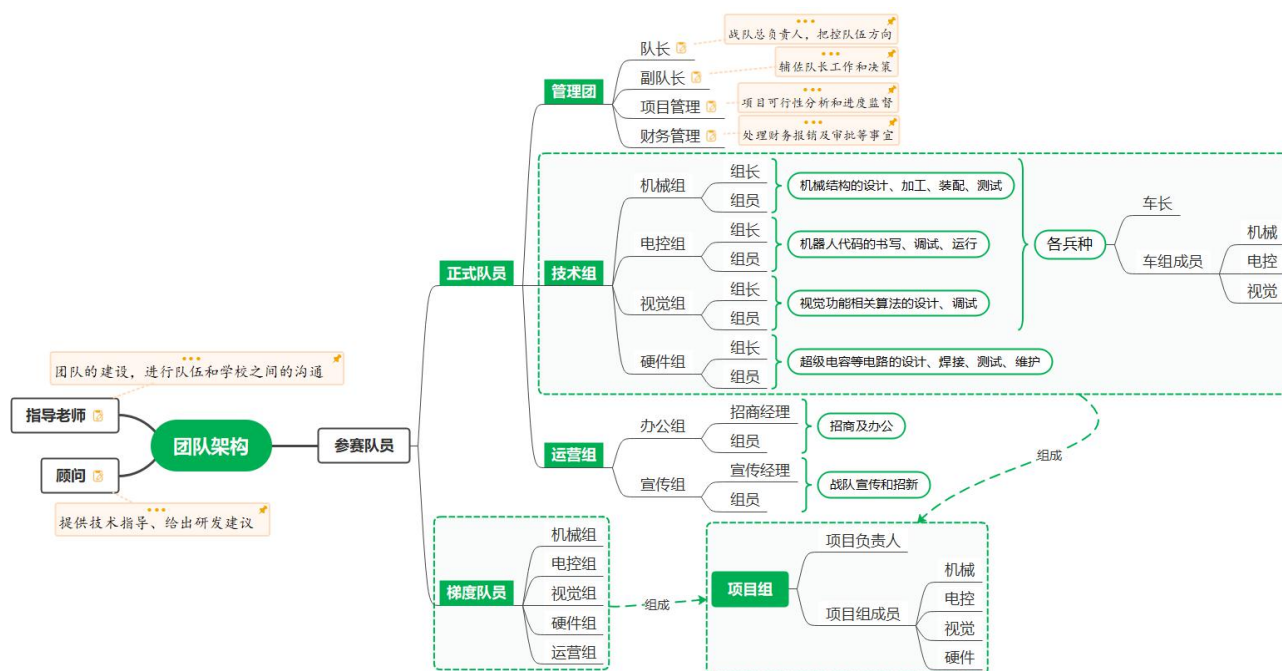 团队架构
指导老师
团队的建设，进行队伍和学校之间的沟通
顾问
提供技术指导、给出研发建议
参赛队员
正式队员
管理团
队长
战队总负责人，把控队伍方向
副队长
辅佐队长工作和决策
项目管理
项目可行性分析和进度监督
财务管理
处理财务报销及审批等事宜
技术组
机械组
组长
组员
机械结构的设计、加工、装配、测试
电控组
组长
组员
机器人代码的书写、调试、运行
视觉组
组长
组员
视觉功能相关算法的设计、调试
硬件组
组长
组员
超级电容等电路的设计、焊接、测试、维护
各兵种
车长
车组成员
机械
电控
视觉
运营组
办公组
招商经理
组员
招商及办公
宣传组
宣传经理
组员
战队宣传和招新
组成
梯度队员
机械组
电控组
视觉组
硬件组
运营组
组成
项目组
项目负责人
项目组成员
机械
电控
视觉
硬件